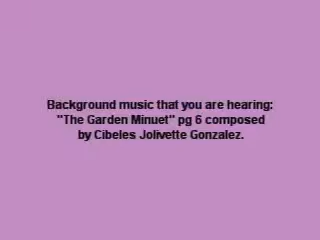 Background music that you are hearing:
"The Garden Minuet" pg 6 composed
by Cibeles Jolivette Gonzalez.